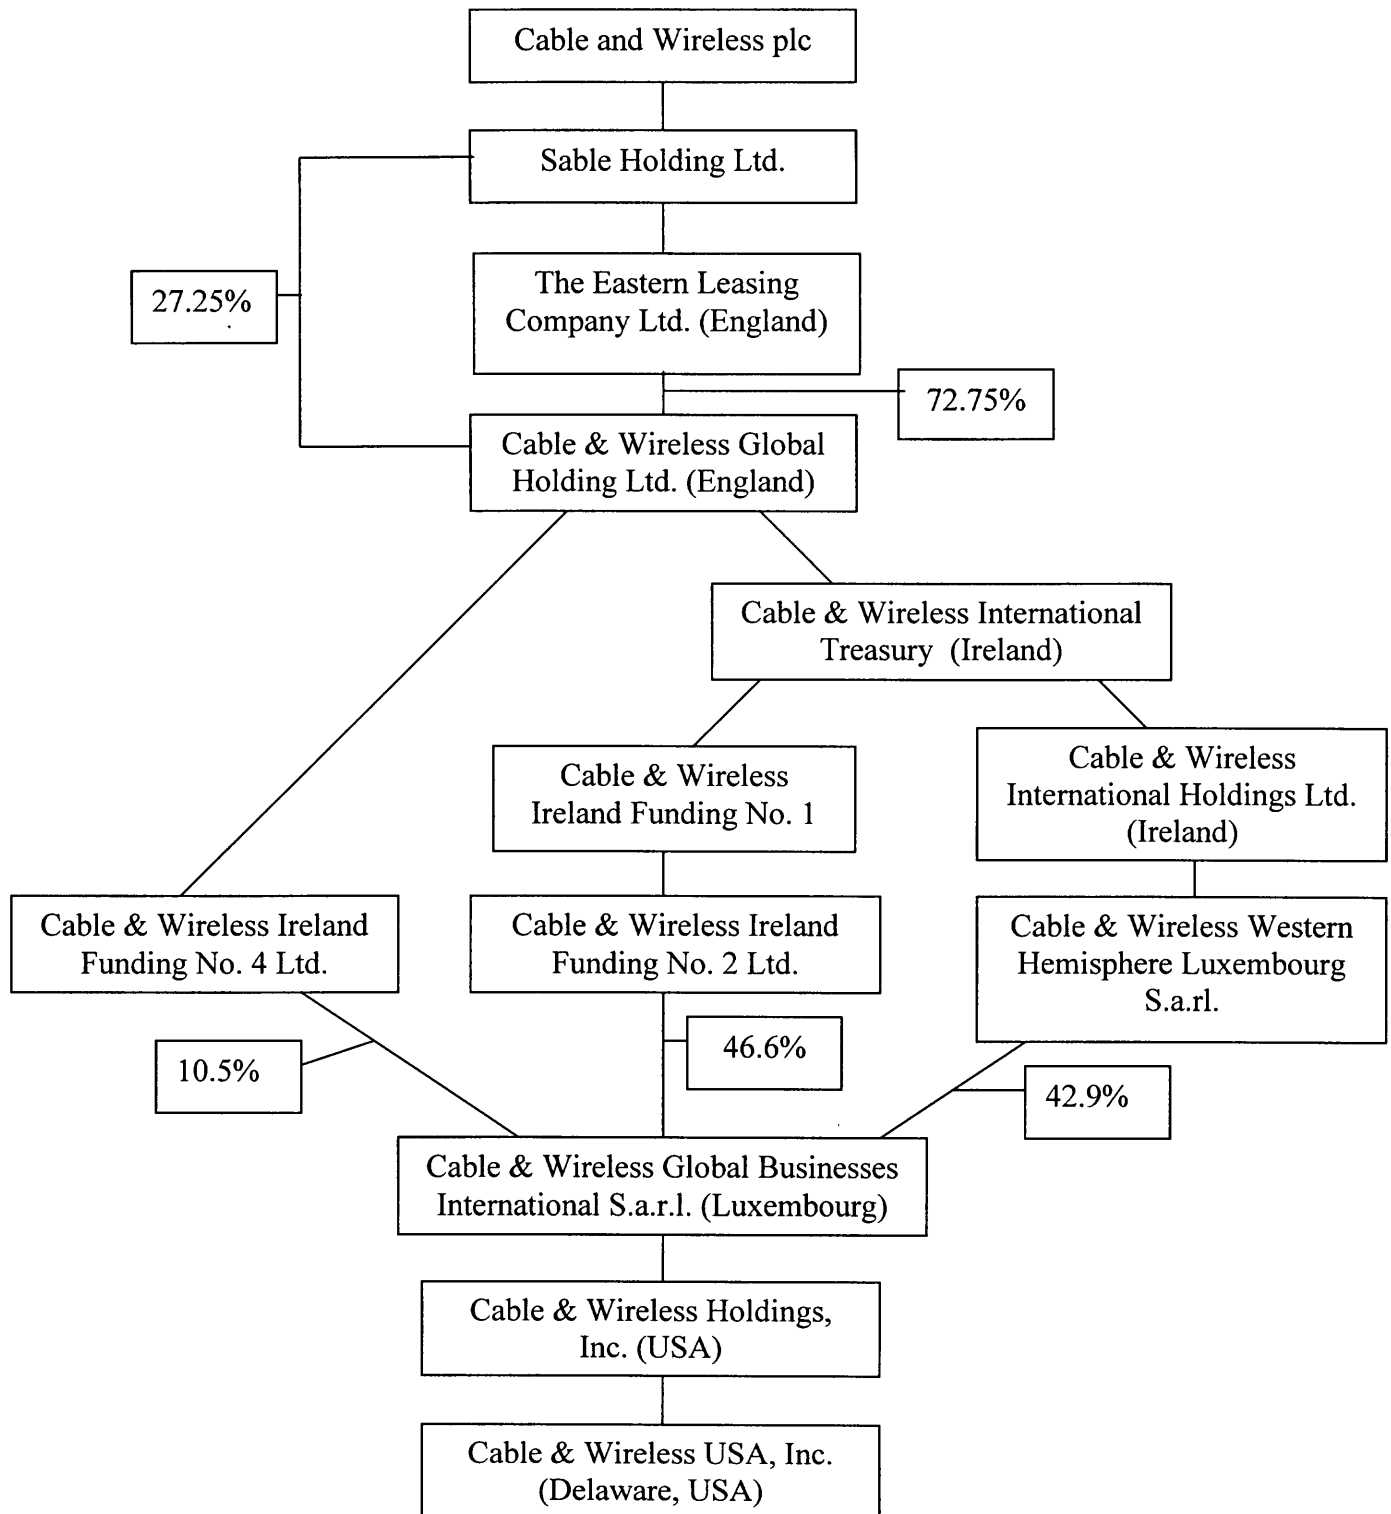 Cable and Wireless plc
Sable Holding Ltd.
27.25%
The Eastern Leasing
Company Ltd. (England)
72.75%
Cable & Wireless Global
Holding Ltd. (England)
Cable & Wireless International
Treasury (Ireland)
Cable & Wireless
Ireland Funding No. 1
Cable & Wireless
International Holdings Ltd.
(Ireland)
Cable & Wireless Ireland
Funding No. 4 Ltd.
Cable & Wireless Ireland
Funding No. 2 Ltd.
Cable & Wireless Western
Hemisphere Luxembourg
S.a.rl.
10.5%
46.6%
42.9%
Cable & Wireless Global Businesses
International S.a.r.l. (Luxembourg)
Cable & Wireless Holdings,
Inc. (USA)
Cable & Wireless USA, Inc.
(Delaware, USA)